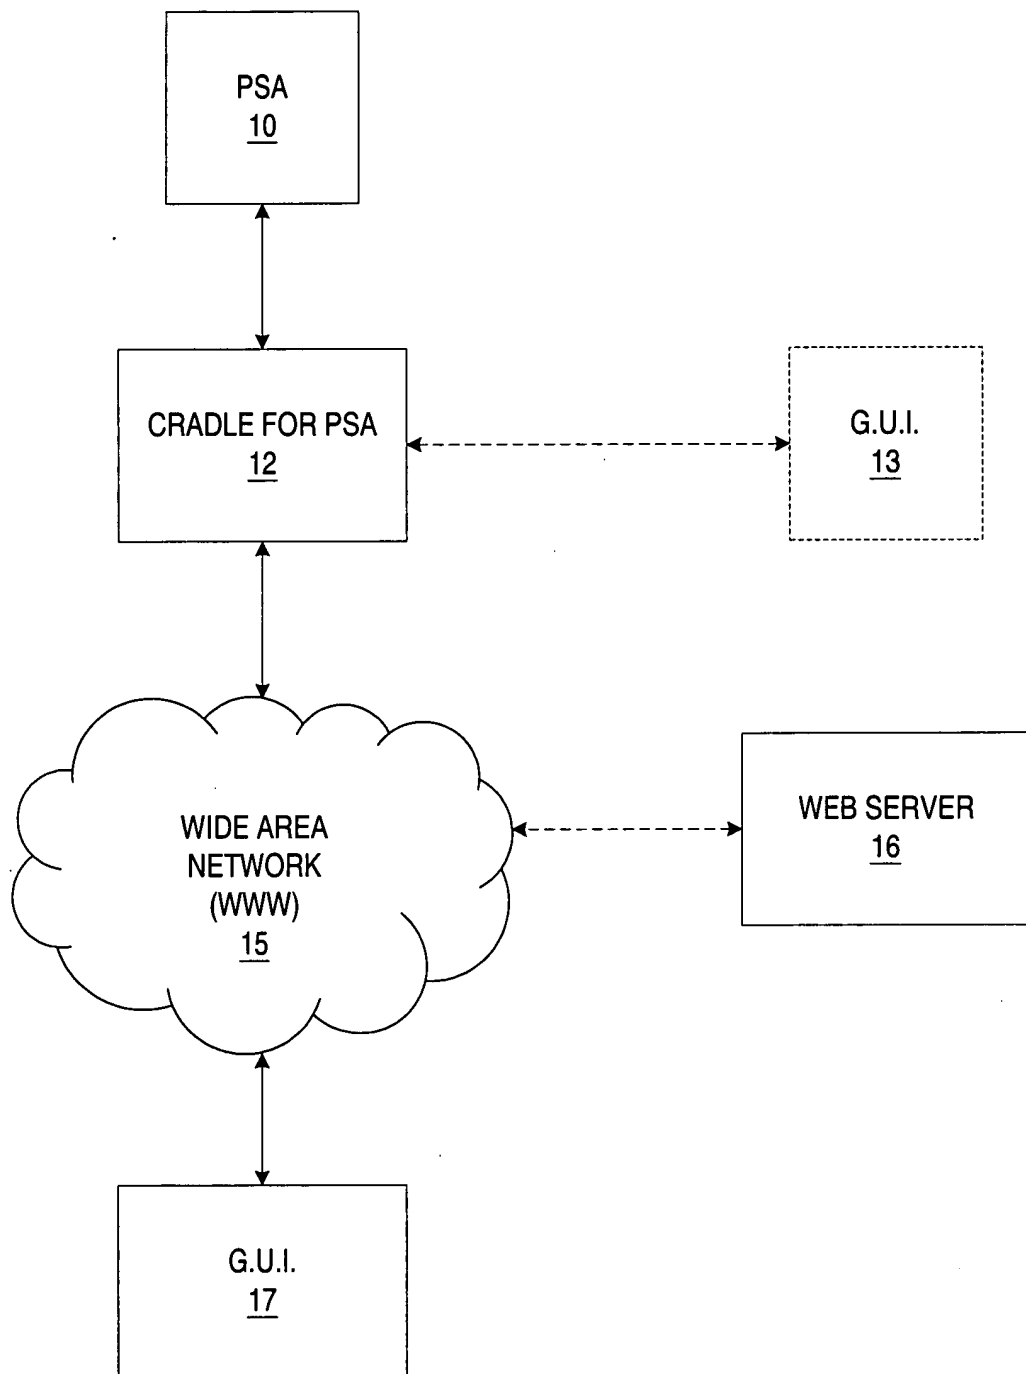 PSA
10
CRADLE FOR PSA
12
G.U.I.
13
WIDE AREA
NETWORK
(WWW)
15
WEB SERVER
16
G.U.I.
17